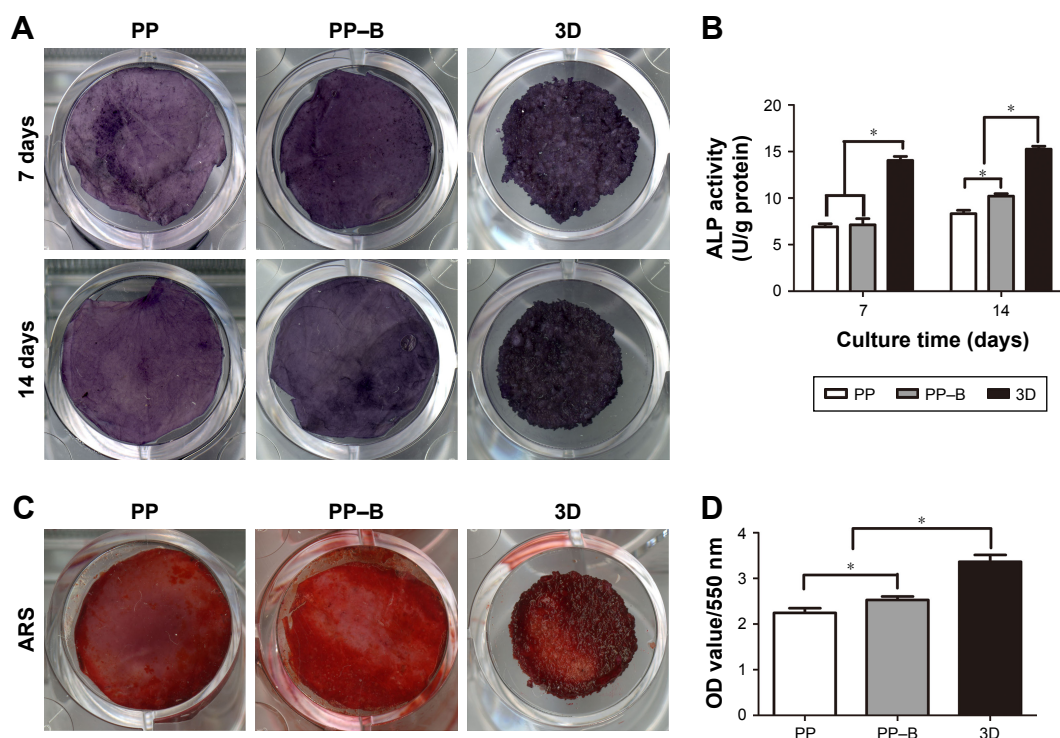 A
PP
PP–B
3D
7 days
14 days
B
ALP activity
(U/g protein)
20
15
10
5
0
*
*
*
7
14
Culture time (days)
PP
PP–B
3D
C
PP
PP–B
3D
ARS
D
OD value/550 nm
4
3
2
1
0
*
*
PP
PP–B
3D